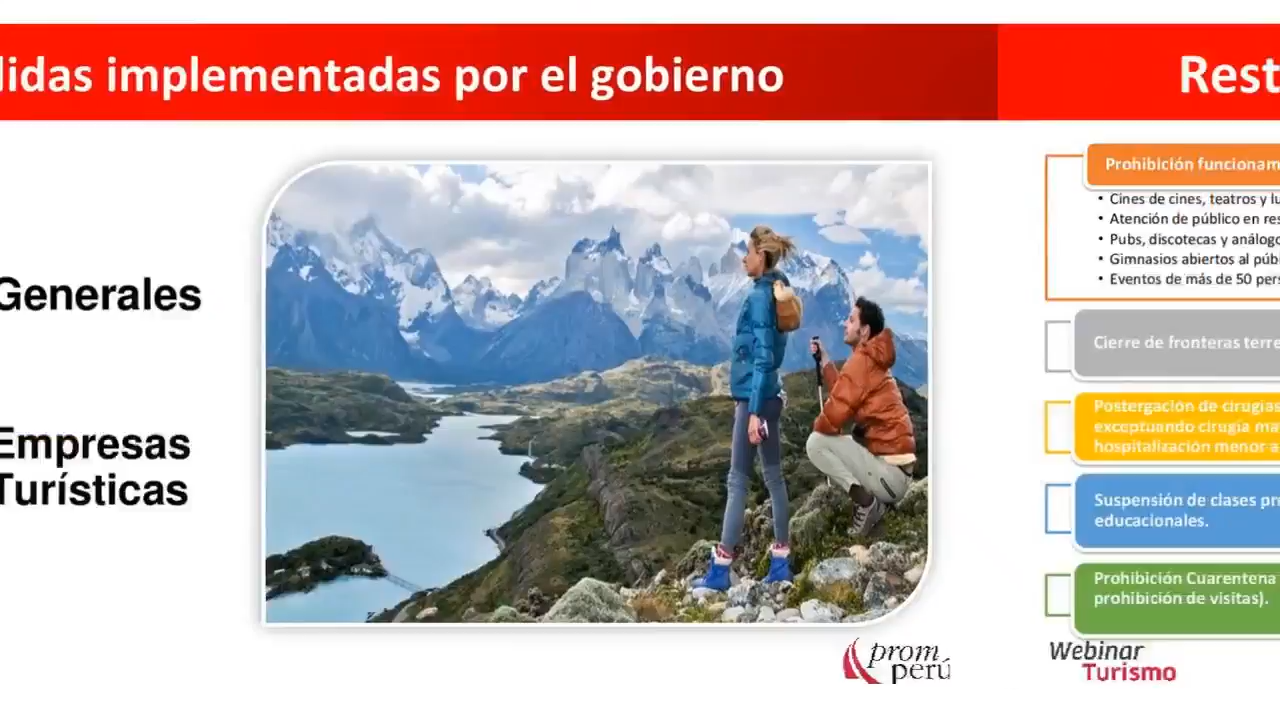 didas implementadas por el gobierno
Rest
Generales
Empresas
Turísticas
Prohibición funcionam
• Cines de cines, teatros y lu
• Atención de público en res
• Pubs, discotecas y análogo
• Gimnasios abiertos al públ
• Eventos de más de 50 pers
Cierre de fronteras terre
Postergación de cirugías
exceptuando cirugía ma
hospitalización menor a
Suspensión de clases pr
educacionales.
Prohibición Cuarentena
prohibición de visitas).
prom
perú
Webinar
Turismo